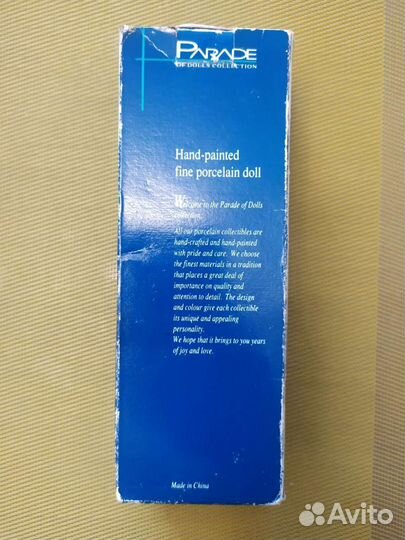 PARADE
OF DOLLS COLLECTION
Hand-painted
fine porcelain doll
Welcome to the Parade of Dolls
collection.
All our porcelain collectibles are
hand-crafted and hand-painted
with pride and care. We choose
the finest materials in a tradition
that places a great deal of
importance on quality and
attention to detail. The design
and colour give each collectible
its unique and appealing
personality.
We hope that it brings to you years
of joy and love.
Made in China
Avito